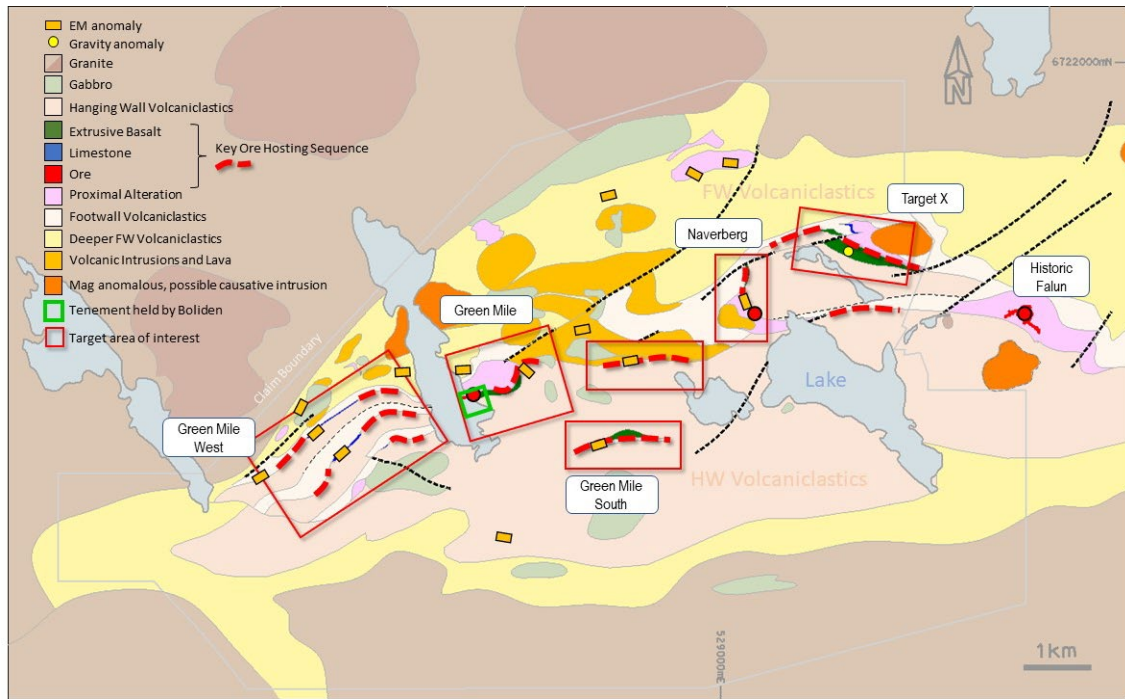 EM anomaly
Gravity anomaly
Granite
Gabbro
Hanging Wall Volcaniclastics
Extrusive Basalt
Limestone
Ore
Key Ore Hosting Sequence
Proximal Alteration
Footwall Volcaniclastics
Deeper FW Volcaniclastics
Volcanic Intrusions and Lava
Mag anomalous, possible causative intrusion
Tenement held by Boliden
Target area of interest
6722000mN
N
FW Volcaniclastics
Target X
Naverberg
Historic
Falun
Green Mile
Claim Boundary
Lake
Green Mile
West
Green Mile
South
HW Volcaniclastics
529000mE
1km